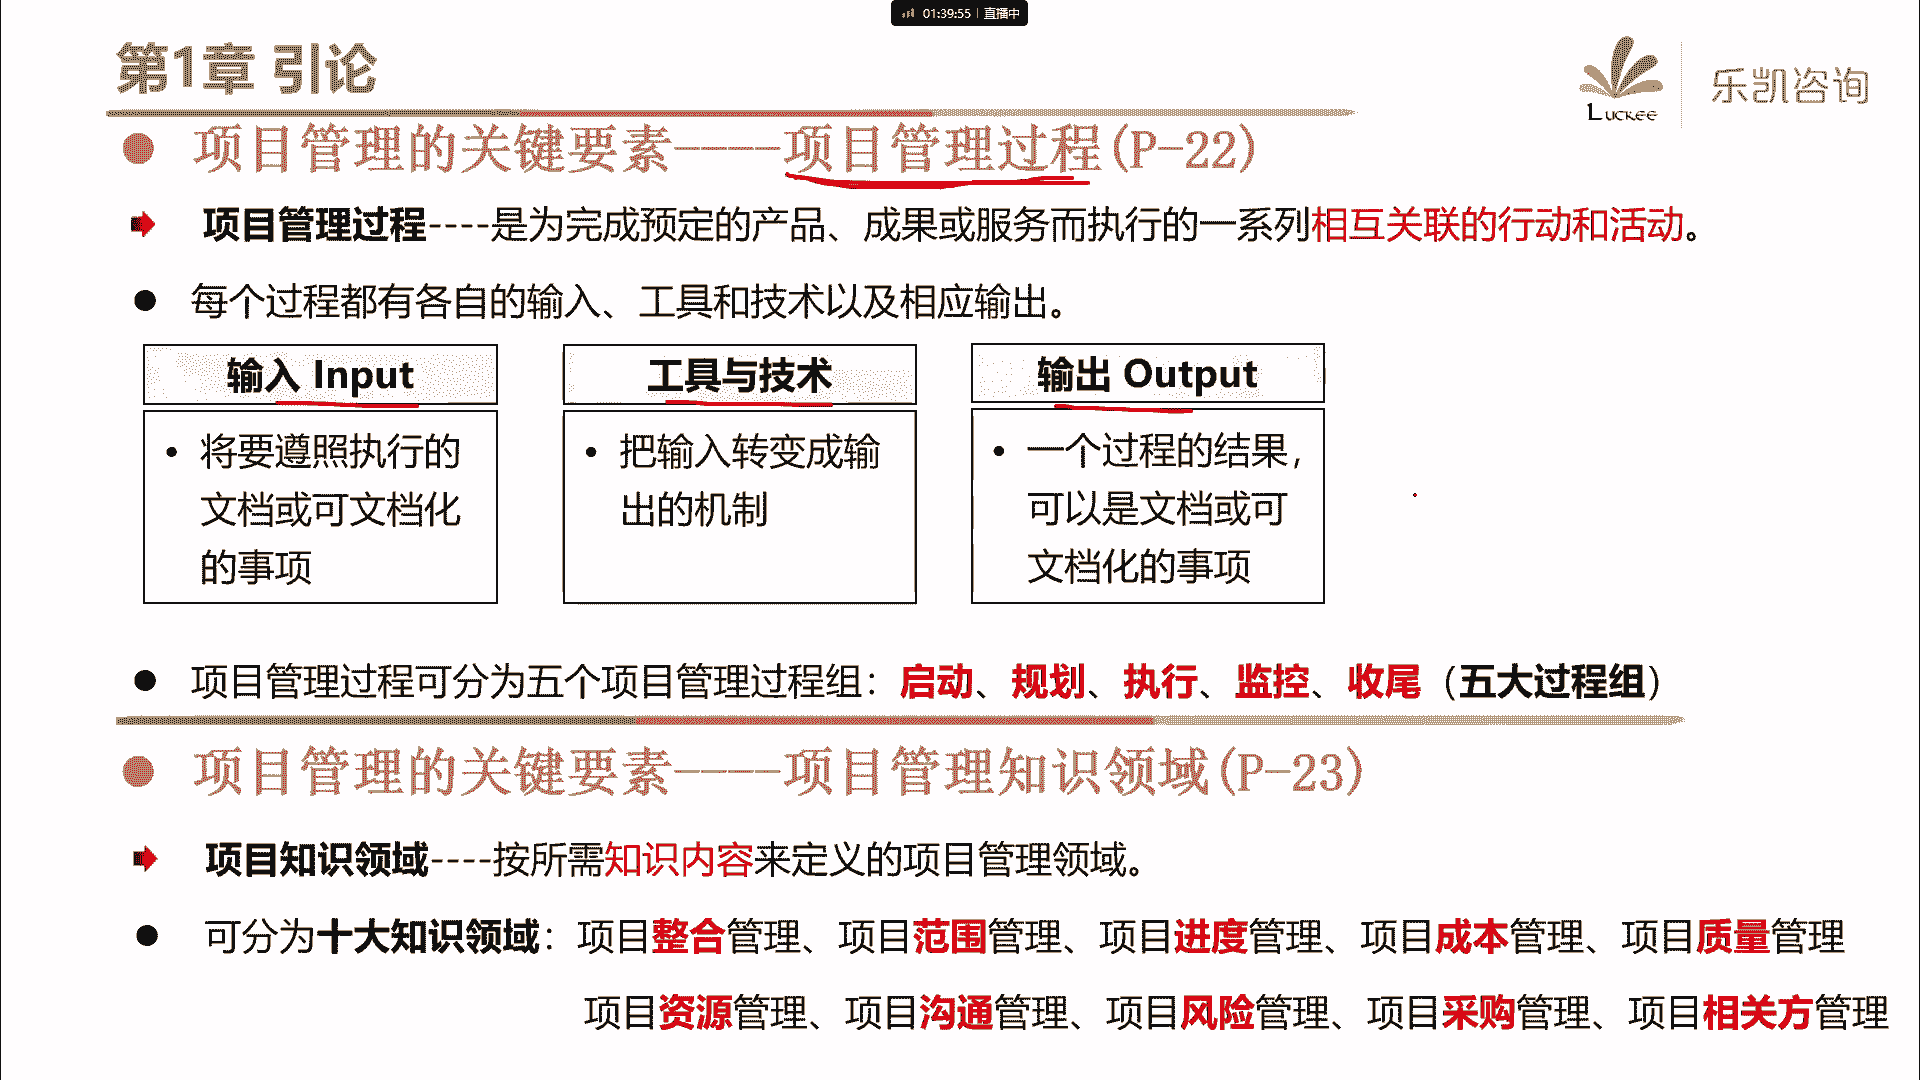 01:39:55 | 直播中
第1章 引论
Luckee
乐凯咨询
项目管理的关键要素----项目管理过程(P-22)
项目管理过程----是为完成预定的产品、成果或服务而执行的一系列相互关联的行动和活动。
每个过程都有各自的输入、工具和技术以及相应输出。
输入 Input
将要遵照执行的
文档或可文档化
的事项
工具与技术
把输入转变成输
出的机制
输出 Output
一个过程的结果，
可以是文档或可
文档化的事项
项目管理过程可分为五个项目管理过程组：启动、规划、执行、监控、收尾（五大过程组）
项目管理的关键要素----项目管理知识领域(P-23)
项目知识领域----按所需知识内容来定义的项目管理领域。
可分为十大知识领域：项目整合管理、项目范围管理、项目进度管理、项目成本管理、项目质量管理
项目资源管理、项目沟通管理、项目风险管理、项目采购管理、项目相关方管理